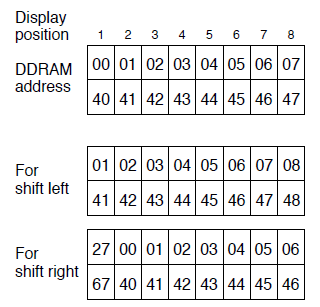 Display
position 1 2 3 4 5 6 7 8
DDRAM
address
00 01 02 03 04 05 06 07
40 41 42 43 44 45 46 47
For
shift left
01 02 03 04 05 06 07 08
41 42 43 44 45 46 47 48
For
shift right
27 00 01 02 03 04 05 06
67 40 41 42 43 44 45 46